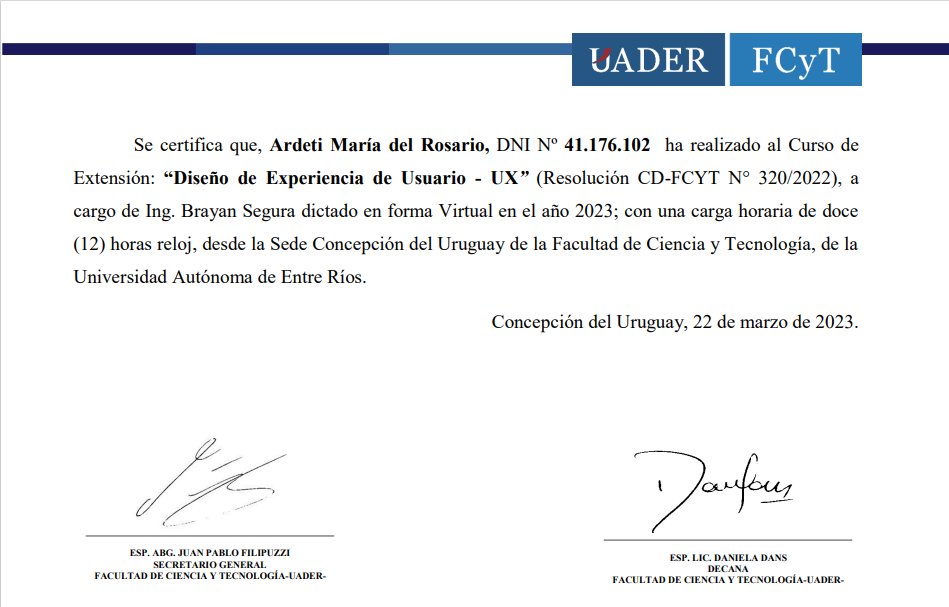 UADER FCyT
Se certifica que, Ardeti María del Rosario, DNI Nº 41.176.102 ha realizado al Curso de
Extensión: “Diseño de Experiencia de Usuario - UX” (Resolución CD-FCYT N° 320/2022), a
cargo de Ing. Brayan Segura dictado en forma Virtual en el año 2023; con una carga horaria de doce
(12) horas reloj, desde la Sede Concepción del Uruguay de la Facultad de Ciencia y Tecnología, de la
Universidad Autónoma de Entre Ríos.
Concepción del Uruguay, 22 de marzo de 2023.
ESP. ABG. JUAN PABLO FILIPUZZI
SECRETARIO GENERAL
FACULTAD DE CIENCIA Y TECNOLOGÍA-UADER-
ESP. LIC. DANIELA DANS
DECANA
FACULTAD DE CIENCIA Y TECNOLOGÍA-UADER-